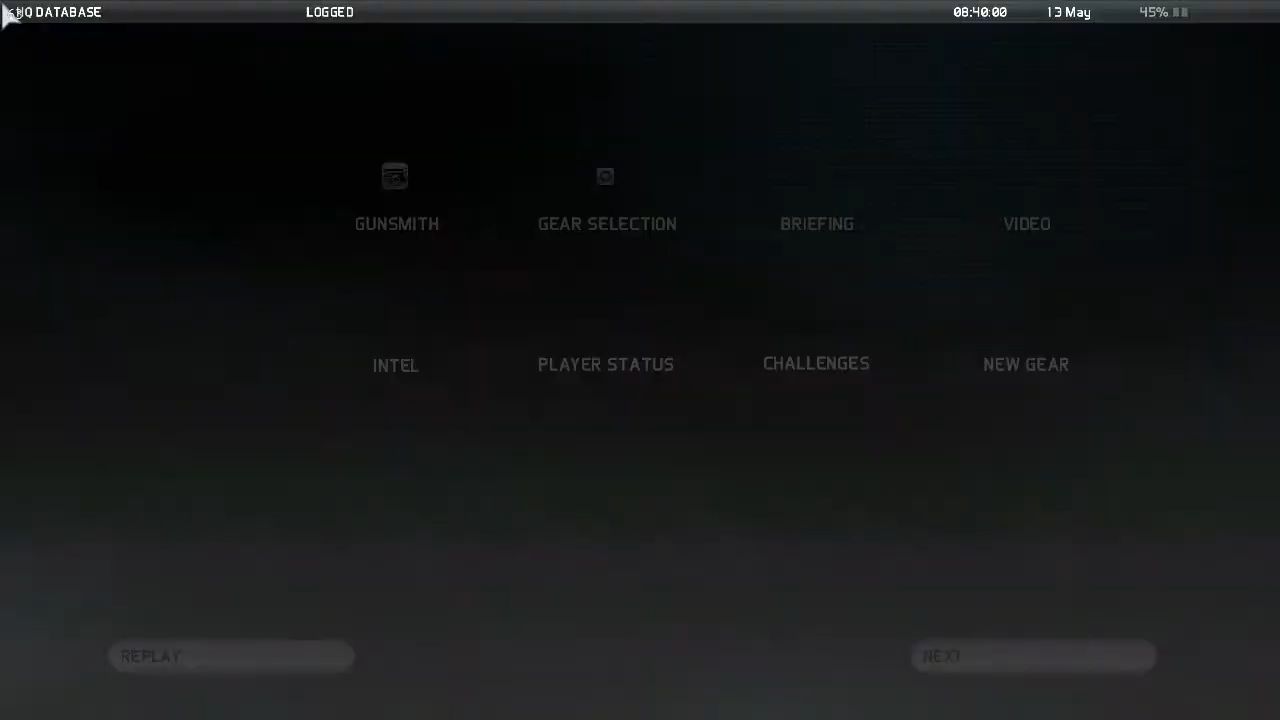 HQ DATABASE LOGGED 08:40:00 13 May 45%
GUNSMITH GEAR SELECTION BRIEFING VIDEO
INTEL PLAYER STATUS CHALLENGES NEW GEAR
REPLAY NEXT